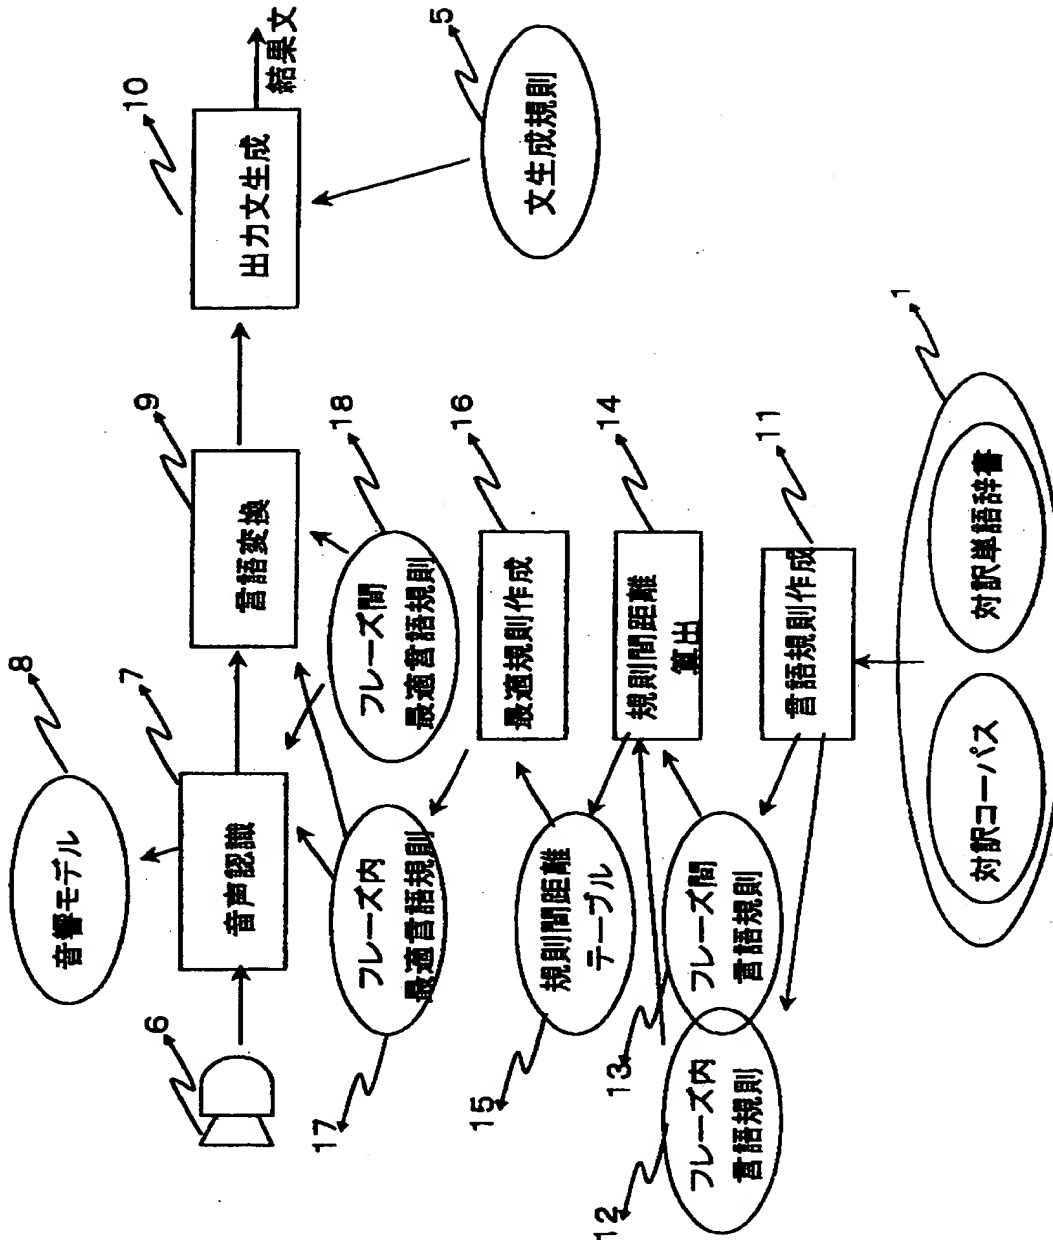 音響モデル
8
6
音声認識
7
言語変換
9
出力文生成
10
結果文
フレーズ内
最適言語規則
17
フレーズ間
最適言語規則
18
文生成規則
5
最適規則作成
16
規則間距離
テーブル
15
規則間距離
算出
14
フレーズ内
言語規則
12
フレーズ間
言語規則
13
言語規則作成
11
対訳コーパス
対訳単語辞書
1